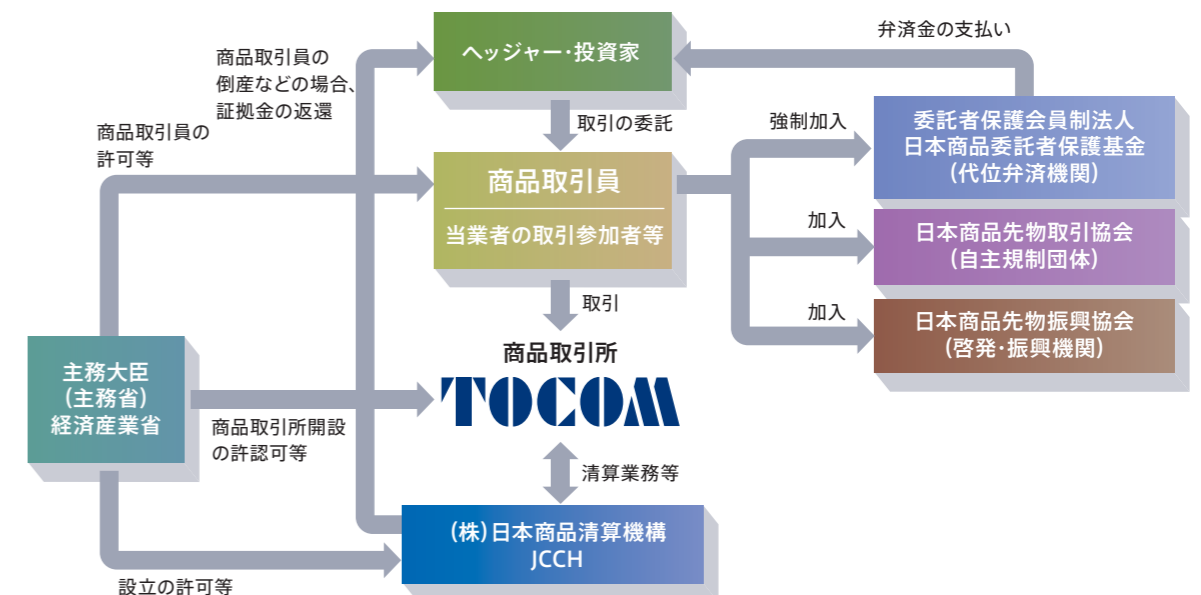 弁済金の支払い
商品取引員の
倒産などの場合、
証拠金の返還
ヘッジャー・投資家
商品取引員の
許可等
取引の委託
強制加入
委託者保護会員制法人
日本商品委託者保護基金
(代位弁済機関)
商品取引員
当業者の取引参加者等
加入
日本商品先物取引協会
(自主規制団体)
取引
加入
日本商品先物振興協会
(啓発・振興機関)
商品取引所
TOCOM
主務大臣
(主務省)
経済産業省
商品取引所開設
の許認可等
清算業務等
(株)日本商品清算機構
JCCH
設立の許可等